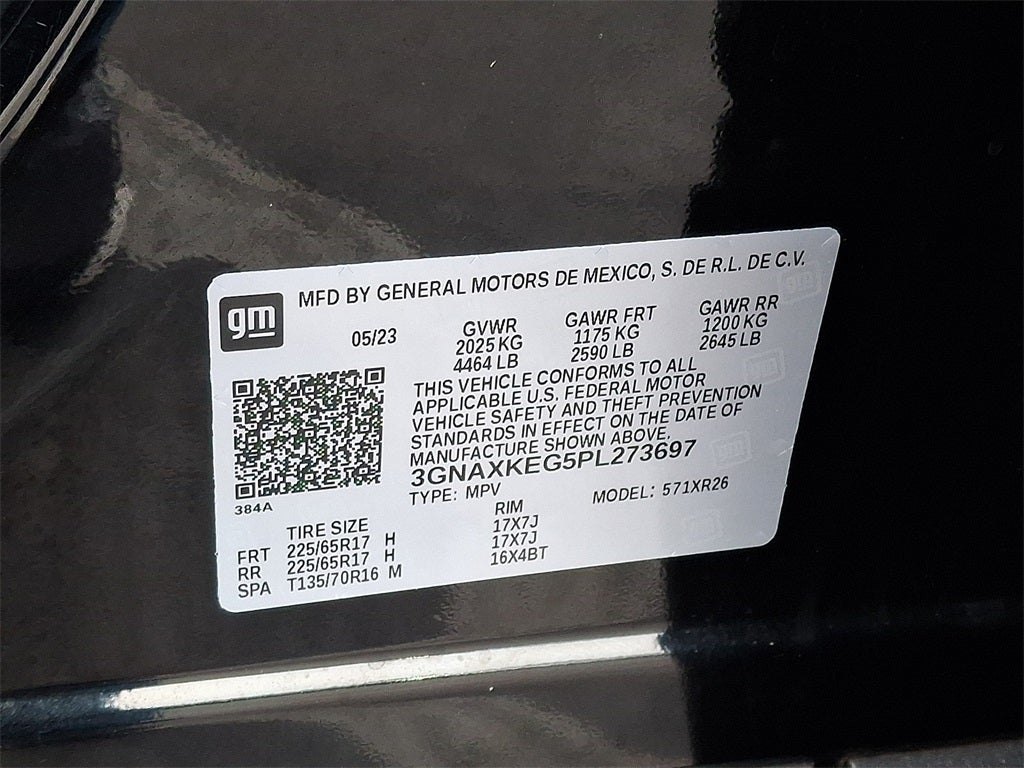 MFD BY GENERAL MOTORS DE MEXICO, S. DE R.L. DE C.V.
gm
05/23
GVWR
2025 KG
4464 LB
GAWR FRT
1175 KG
2590 LB
GAWR RR
1200 KG
2645 LB
THIS VEHICLE CONFORMS TO ALL
APPLICABLE U.S. FEDERAL MOTOR
VEHICLE SAFETY AND THEFT PREVENTION
STANDARDS IN EFFECT ON THE DATE OF
MANUFACTURE SHOWN ABOVE.
3GNAXKEG5PL273697
TYPE: MPV MODEL: 571XR26
384A
TIRE SIZE RIM
FRT 225/65R17 H 17X7J
RR 225/65R17 H 17X7J
SPA T135/70R16 M 16X4BT